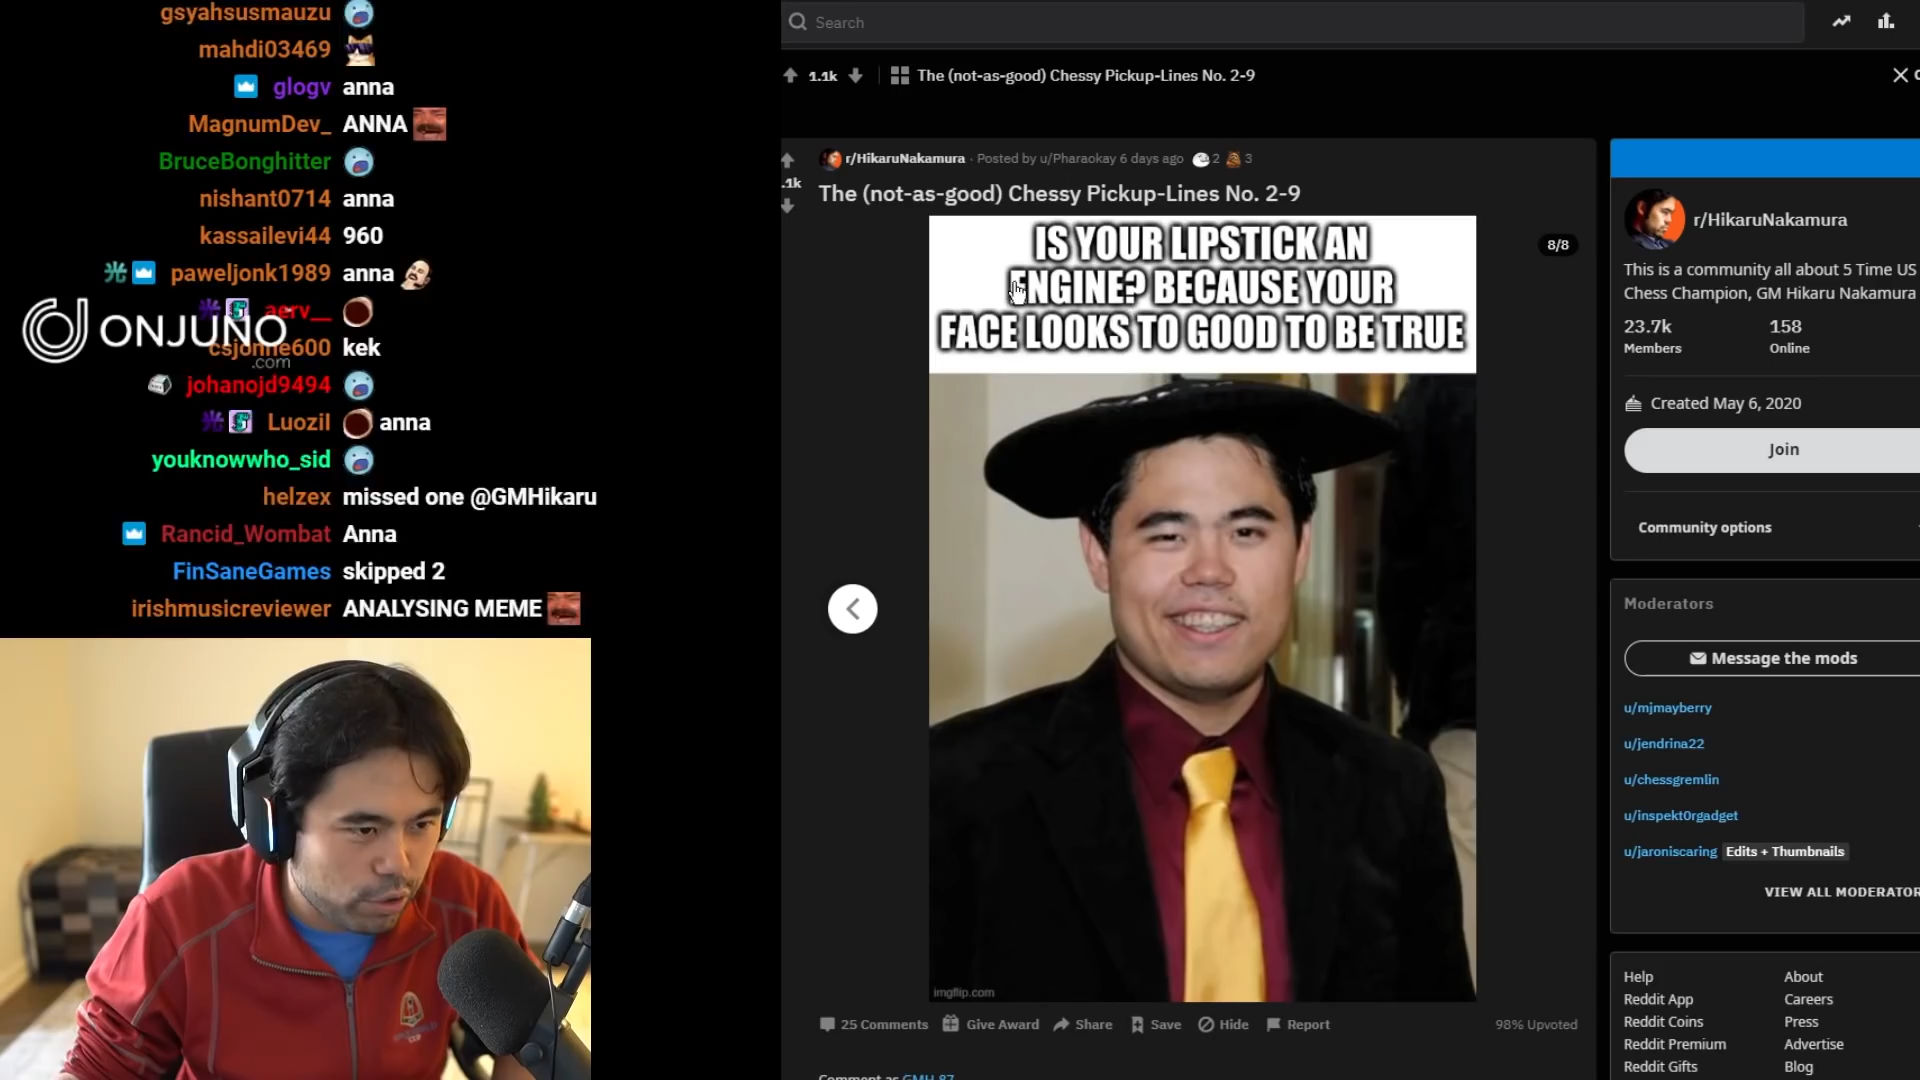 gsyahsusmauzu
mahdi03469
glogv anna
MagnumDev_ ANNA
BruceBonghitter
nishant0714 anna
kassailevi44 960
光 paweljonk1989 anna
aerv__
ONJUNO
.com
csjonne600 kek
johanojd9494
Luozil anna
youknowwho_sid
helzex missed one @GMHikaru
Rancid_Wombat Anna
FinSaneGames skipped 2
irishmusicreviewer ANALYSING MEME
Search
1.1k The (not-as-good) Chessy Pickup-Lines No. 2-9
r/HikaruNakamura · Posted by u/Pharaokay 6 days ago 2 3
.1k
The (not-as-good) Chessy Pickup-Lines No. 2-9
8/8
IS YOUR LIPSTICK AN
ENGINE? BECAUSE YOUR
FACE LOOKS TO GOOD TO BE TRUE
imgflip.com
25 Comments Give Award Share Save Hide Report 98% Upvoted
Comment as GMH_87
r/HikaruNakamura
This is a community all about 5 Time US
Chess Champion, GM Hikaru Nakamura
23.7k 158
Members Online
Created May 6, 2020
Join
Community options
Moderators
Message the mods
u/mjmayberry
u/jendrina22
u/chessgremlin
u/inspekt0rgadget
u/jaroniscaring Edits + Thumbnails
VIEW ALL MODERATOR
Help About
Reddit App Careers
Reddit Coins Press
Reddit Premium Advertise
Reddit Gifts Blog